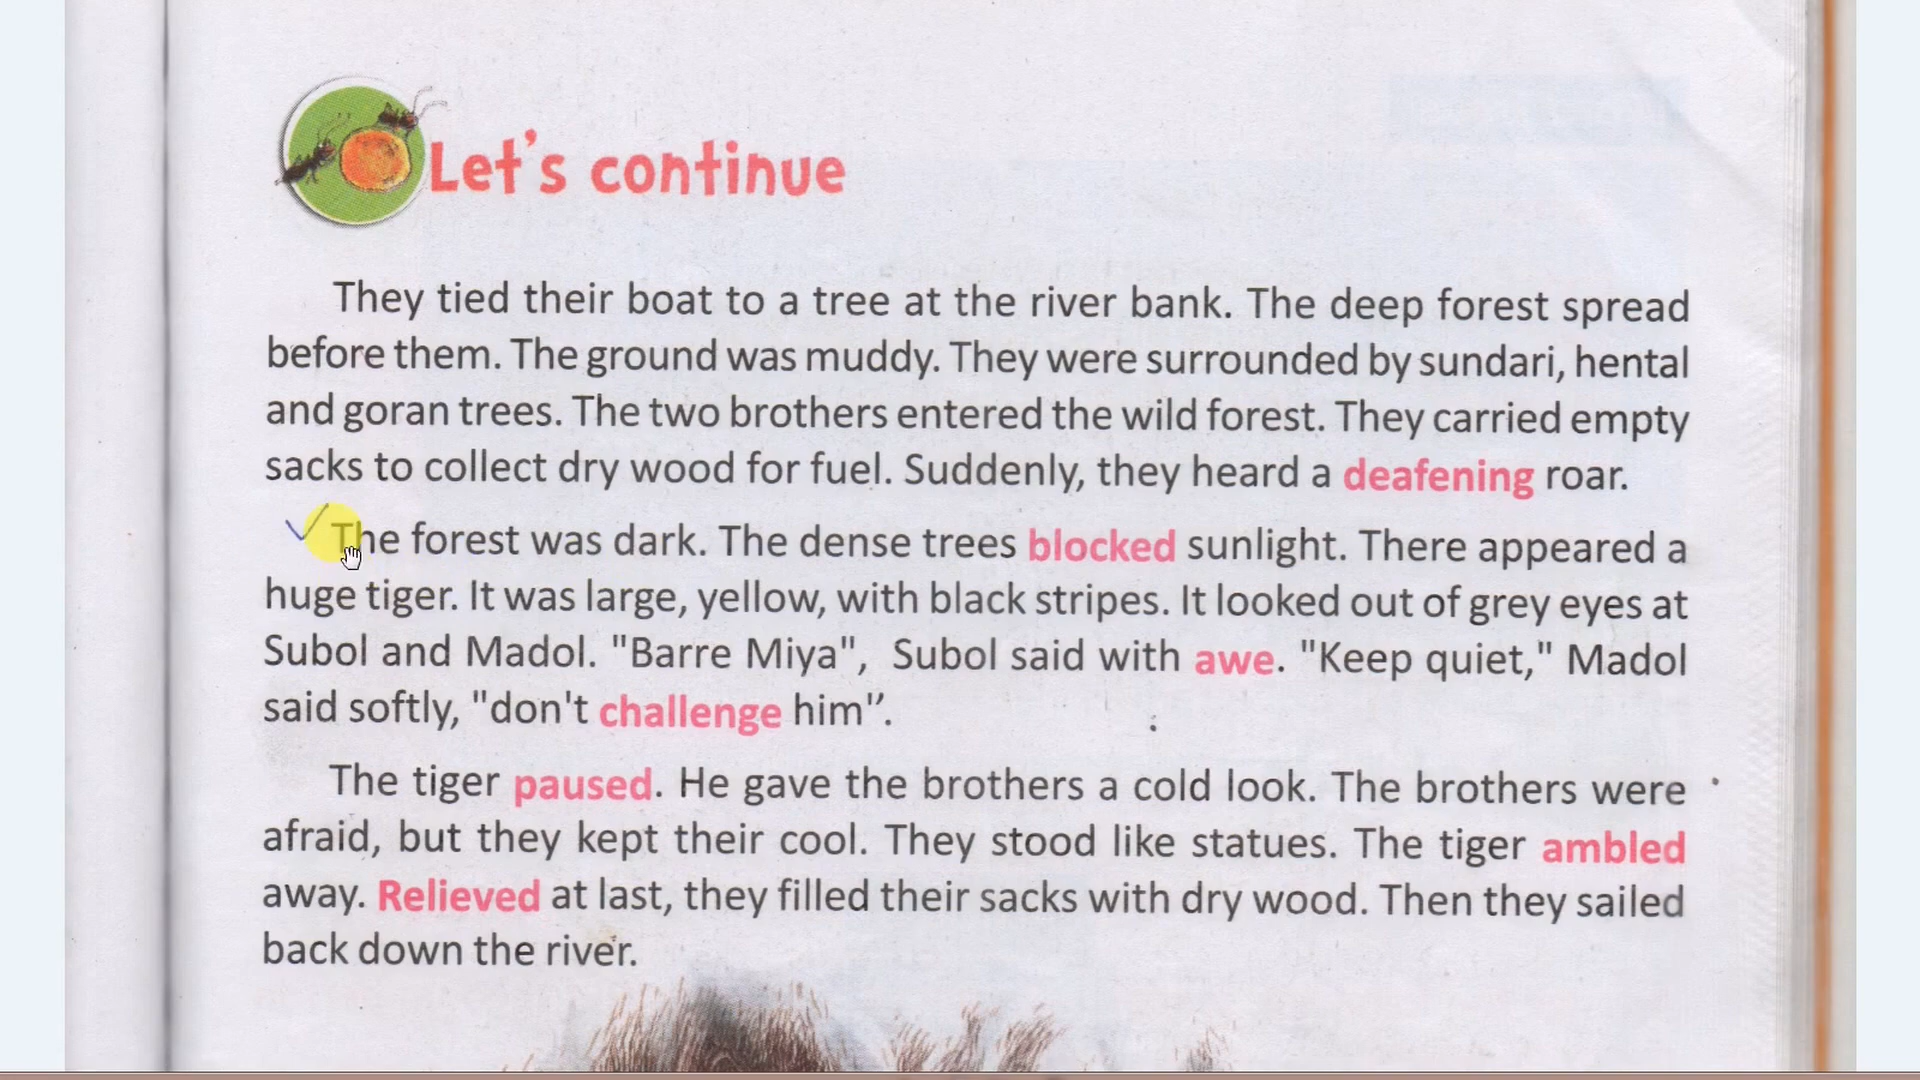 Let's continue
They tied their boat to a tree at the river bank. The deep forest spread
before them. The ground was muddy. They were surrounded by sundari, hental
and goran trees. The two brothers entered the wild forest. They carried empty
sacks to collect dry wood for fuel. Suddenly, they heard a deafening roar.
The forest was dark. The dense trees blocked sunlight. There appeared a
huge tiger. It was large, yellow, with black stripes. It looked out of grey eyes at
Subol and Madol. "Barre Miya", Subol said with awe. "Keep quiet," Madol
said softly, "don't challenge him”.
The tiger paused. He gave the brothers a cold look. The brothers were
afraid, but they kept their cool. They stood like statues. The tiger ambled
away. Relieved at last, they filled their sacks with dry wood. Then they sailed
back down the river.